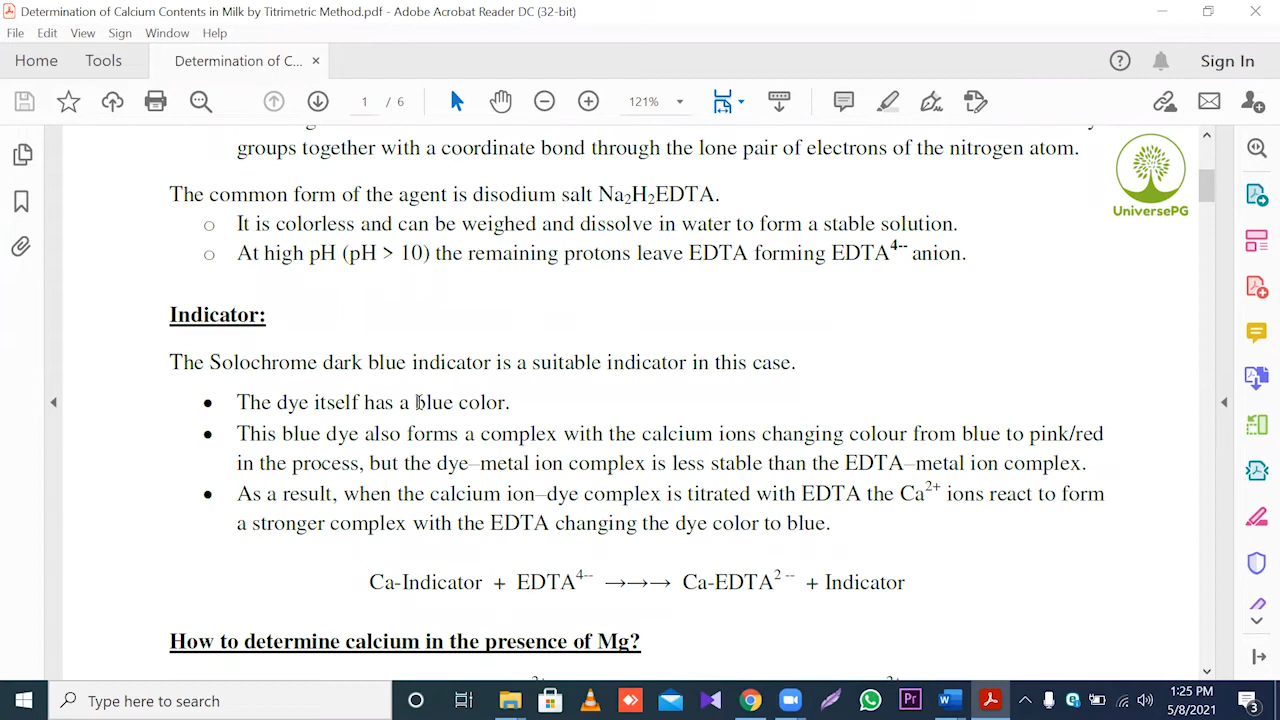 Determination of Calcium Contents in Milk by Titrimetric Method.pdf - Adobe Acrobat Reader DC (32-bit)
File Edit View Sign Window Help
Home Tools Determination of C... × Sign In
1 / 6 121%
groups together with a coordinate bond through the lone pair of electrons of the nitrogen atom.
UniversePG
The common form of the agent is disodium salt Na₂H₂EDTA.
○ It is colorless and can be weighed and dissolve in water to form a stable solution.
○ At high pH (pH > 10) the remaining protons leave EDTA forming EDTA⁴⁻⁻ anion.
Indicator:
The Solochrome dark blue indicator is a suitable indicator in this case.
• The dye itself has a blue color.
• This blue dye also forms a complex with the calcium ions changing colour from blue to pink/red
in the process, but the dye–metal ion complex is less stable than the EDTA–metal ion complex.
• As a result, when the calcium ion–dye complex is titrated with EDTA the Ca²⁺ ions react to form
a stronger complex with the EDTA changing the dye color to blue.
Ca-Indicator + EDTA⁴⁻⁻ →→→ Ca-EDTA² ⁻⁻ + Indicator
How to determine calcium in the presence of Mg?
Type here to search
1:25 PM
5/8/2021
3